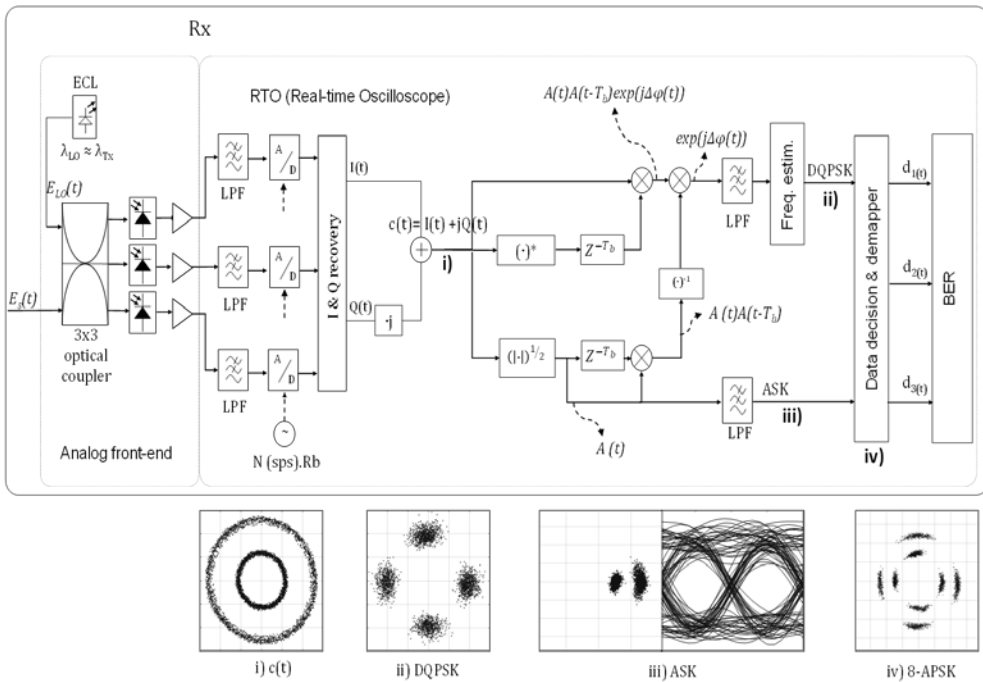 Rx
ECL
λLO ≈ λTx
ELO(t)
Es(t)
3x3
optical
coupler
Analog front-end
RTO (Real-time Oscilloscope)
LPF
A/D
LPF
A/D
LPF
A/D
N (sps).Rb
I & Q recovery
I(t)
c(t)= I(t) +jQ(t)
Q(t)
·j
i)
(·)*
Z^-Tb
(|·|)^1/2
Z^-Tb
A(t)A(t-Tb)exp(jΔφ(t))
exp(jΔφ(t))
(·)^-1
A (t)A(t-Tb)
A (t)
LPF
Freq. estim.
DQPSK
ii)
LPF
ASK
iii)
Data decision & demapper
iv)
d1(t)
d2(t)
d3(t)
BER
i) c(t)
ii) DQPSK
iii) ASK
iv) 8-APSK